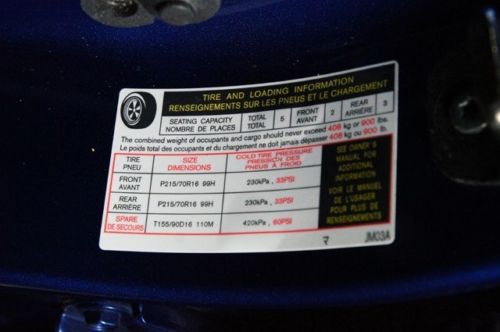 TIRE AND LOADING INFORMATION
RENSEIGNEMENTS SUR LES PNEUS ET LE CHARGEMENT
SEATING CAPACITY TOTAL 5 FRONT 2 REAR 3
NOMBRE DE PLACES TOTAL AVANT ARRIÈRE
The combined weight of occupants and cargo should never exceed 408 kg or 900 lbs.
Le poids total des occupants et du chargement ne doit jamais dépasser 408 kg ou 900 lb.
TIRE SIZE COLD TIRE PRESSURE
PNEU DIMENSIONS PRESSION DES PNEUS À FROID
FRONT
AVANT P215/70R16 99H 230kPa , 33PSI
REAR
ARRIÈRE P215/70R16 99H 230kPa , 33PSI
SPARE
DE SECOURS T155/90D16 110M 420kPa , 60PSI
SEE OWNER'S
MANUAL FOR
ADDITIONAL
INFORMATION
VOIR LE MANUEL
DE L'USAGER
POUR PLUS DE
RENSEIGNEMENTS
JM03A